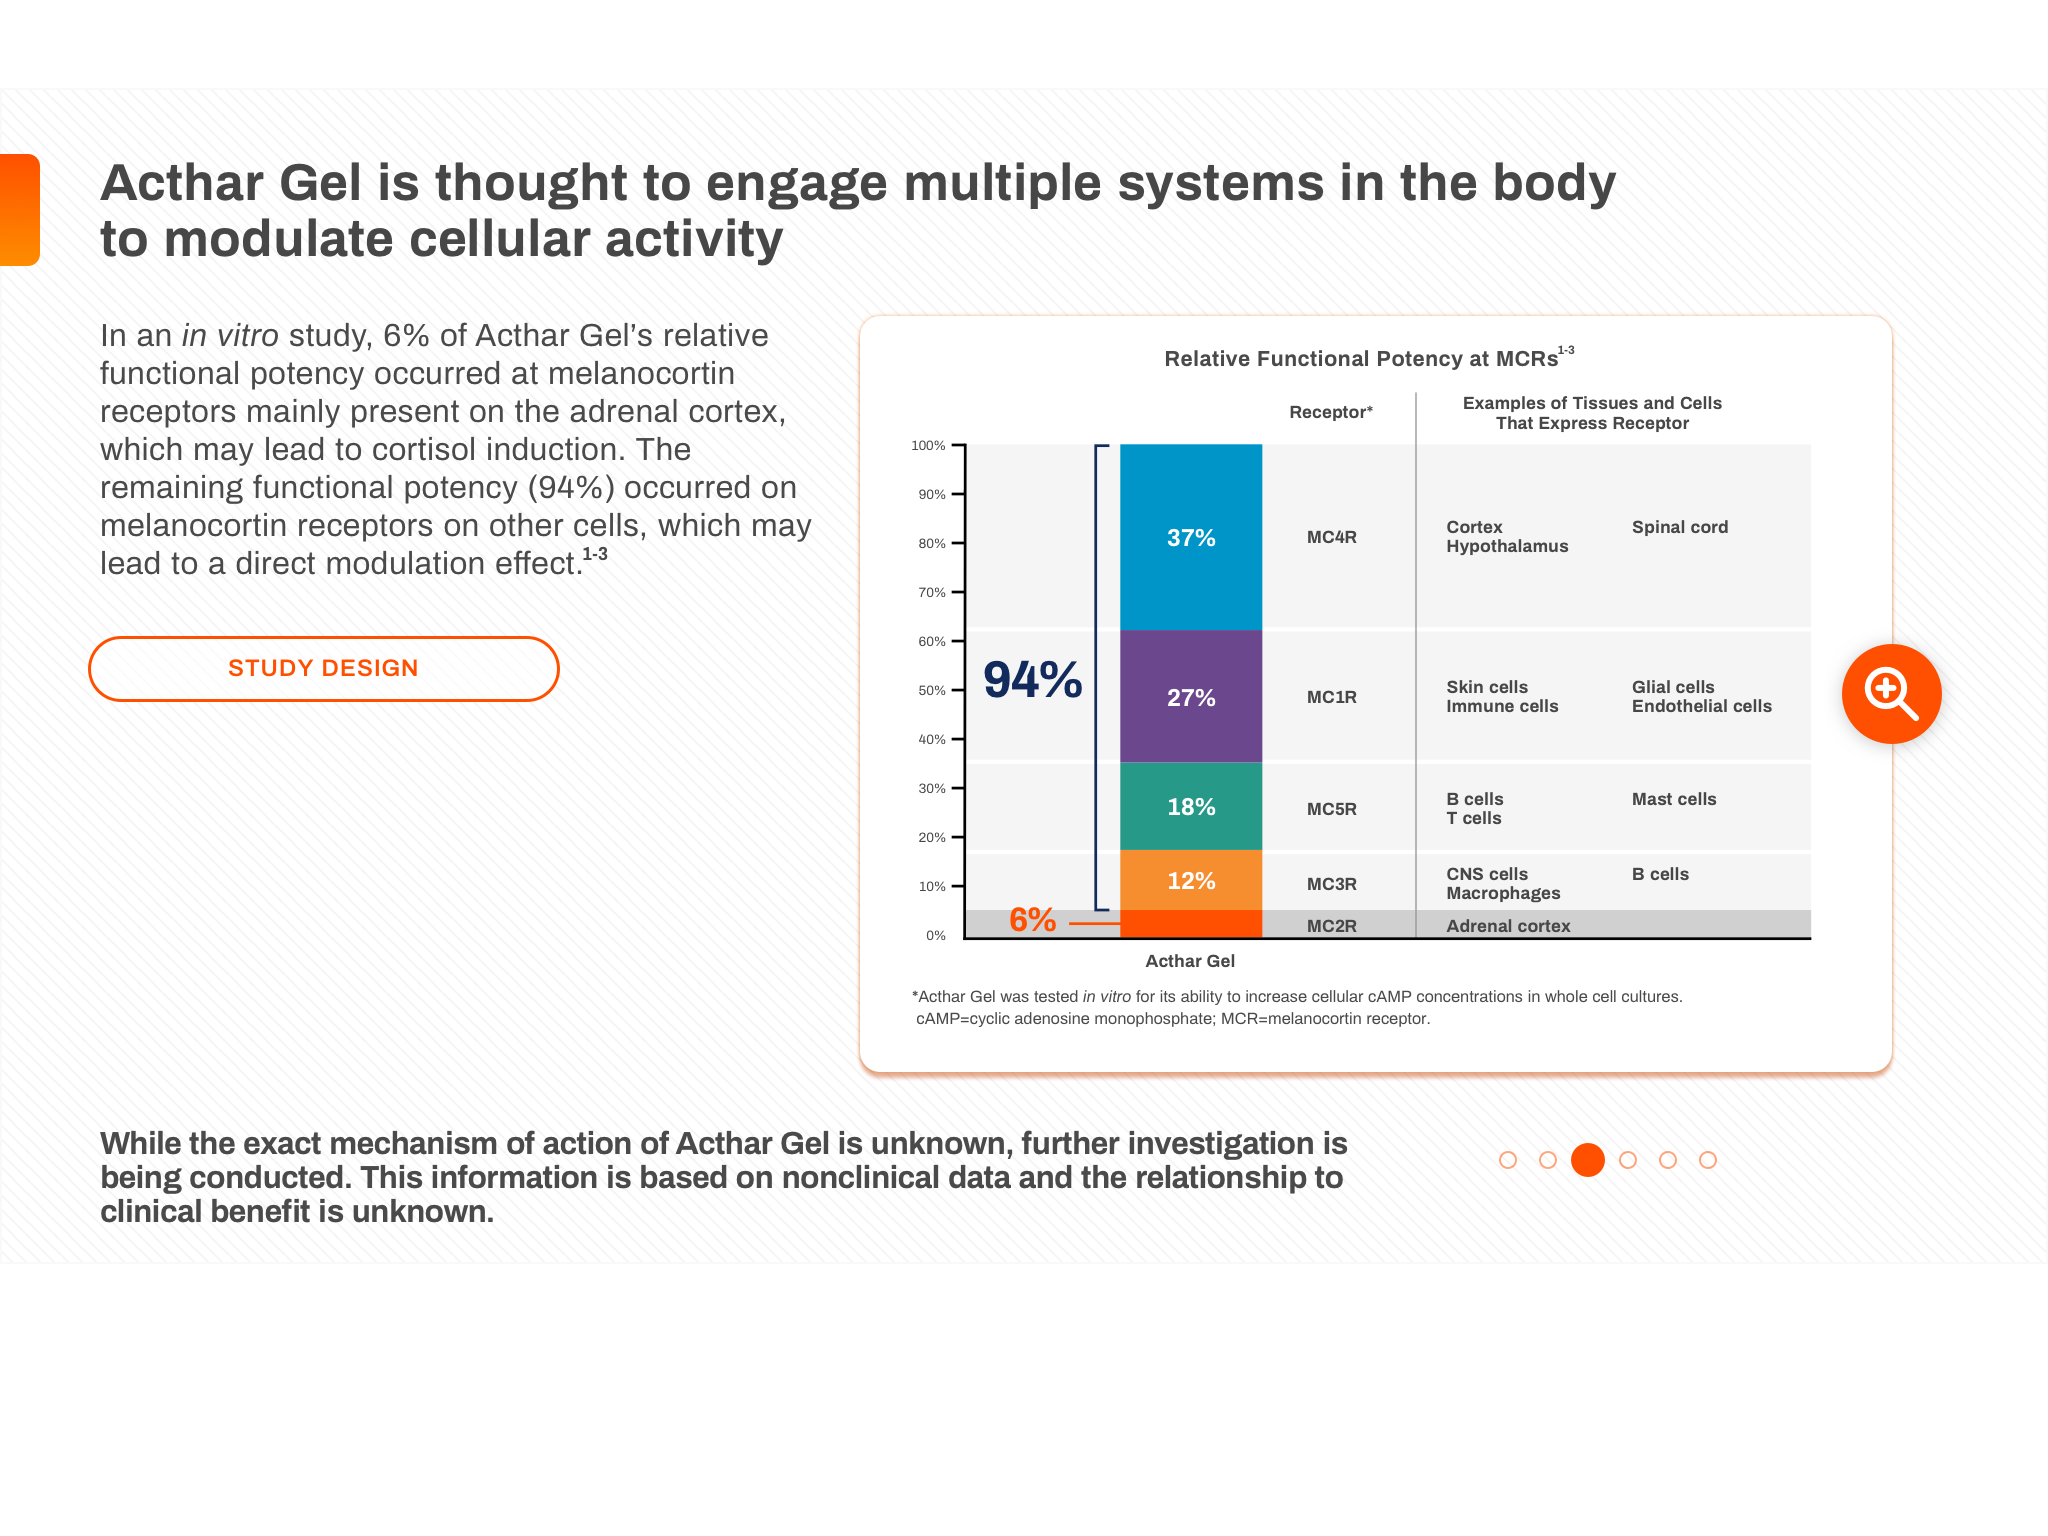 Acthar Gel is thought to engage multiple systems in the body
to modulate cellular activity
In an in vitro study, 6% of Acthar Gel’s relative
functional potency occurred at melanocortin
receptors mainly present on the adrenal cortex,
which may lead to cortisol induction. The
remaining functional potency (94%) occurred on
melanocortin receptors on other cells, which may
lead to a direct modulation effect.1-3
STUDY DESIGN
Relative Functional Potency at MCRs1-3
Receptor*
Examples of Tissues and Cells
That Express Receptor
100%
90%
80%
70%
60%
50%
40%
30%
20%
10%
0%
94%
6%
37%
MC4R
Cortex
Hypothalamus
Spinal cord
27%
MC1R
Skin cells
Immune cells
Glial cells
Endothelial cells
18%
MC5R
B cells
T cells
Mast cells
12%
MC3R
CNS cells
Macrophages
B cells
MC2R
Adrenal cortex
Acthar Gel
*Acthar Gel was tested in vitro for its ability to increase cellular cAMP concentrations in whole cell cultures.
cAMP=cyclic adenosine monophosphate; MCR=melanocortin receptor.
While the exact mechanism of action of Acthar Gel is unknown, further investigation is
being conducted. This information is based on nonclinical data and the relationship to
clinical benefit is unknown.